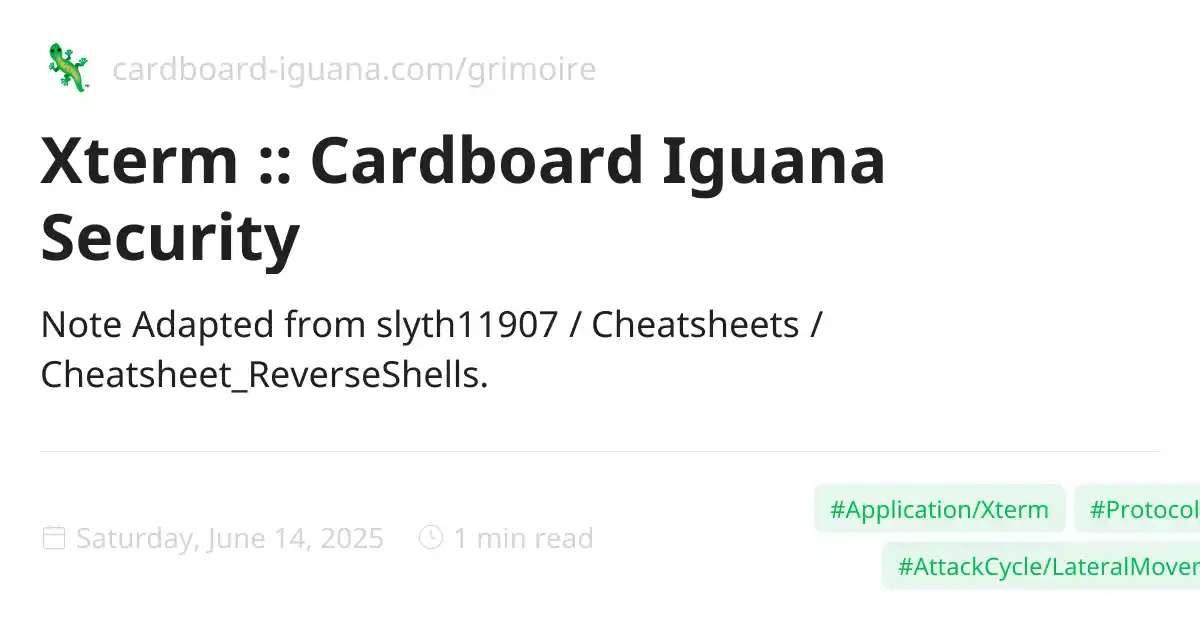 cardboard-iguana.com/grimoire
Xterm :: Cardboard Iguana
Security
Note Adapted from slyth11907 / Cheatsheets /
Cheatsheet_ReverseShells.
#Application/Xterm #Protocol
Saturday, June 14, 2025 1 min read
#AttackCycle/LateralMover